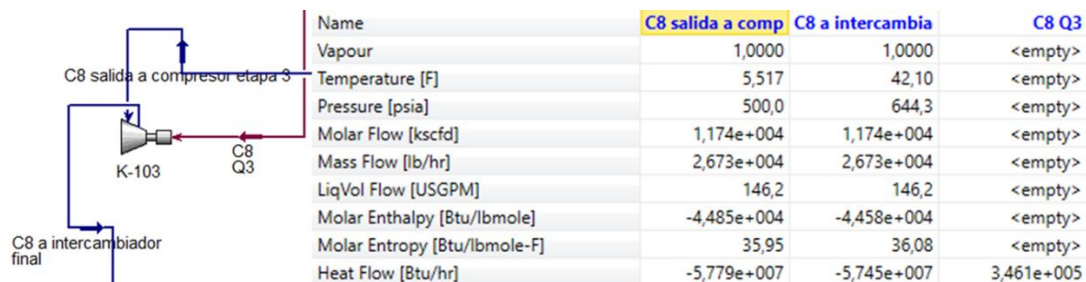 C8 salida a compresor etapa 3
K-103
C8
Q3
C8 a intercambiador
final
Name C8 salida a comp C8 a intercambia C8 Q3
Vapour 1,0000 1,0000 <empty>
Temperature [F] 5,517 42,10 <empty>
Pressure [psia] 500,0 644,3 <empty>
Molar Flow [kscfd] 1,174e+004 1,174e+004 <empty>
Mass Flow [lb/hr] 2,673e+004 2,673e+004 <empty>
LiqVol Flow [USGPM] 146,2 146,2 <empty>
Molar Enthalpy [Btu/lbmole] -4,485e+004 -4,458e+004 <empty>
Molar Entropy [Btu/lbmole-F] 35,95 36,08 <empty>
Heat Flow [Btu/hr] -5,779e+007 -5,745e+007 3,461e+005